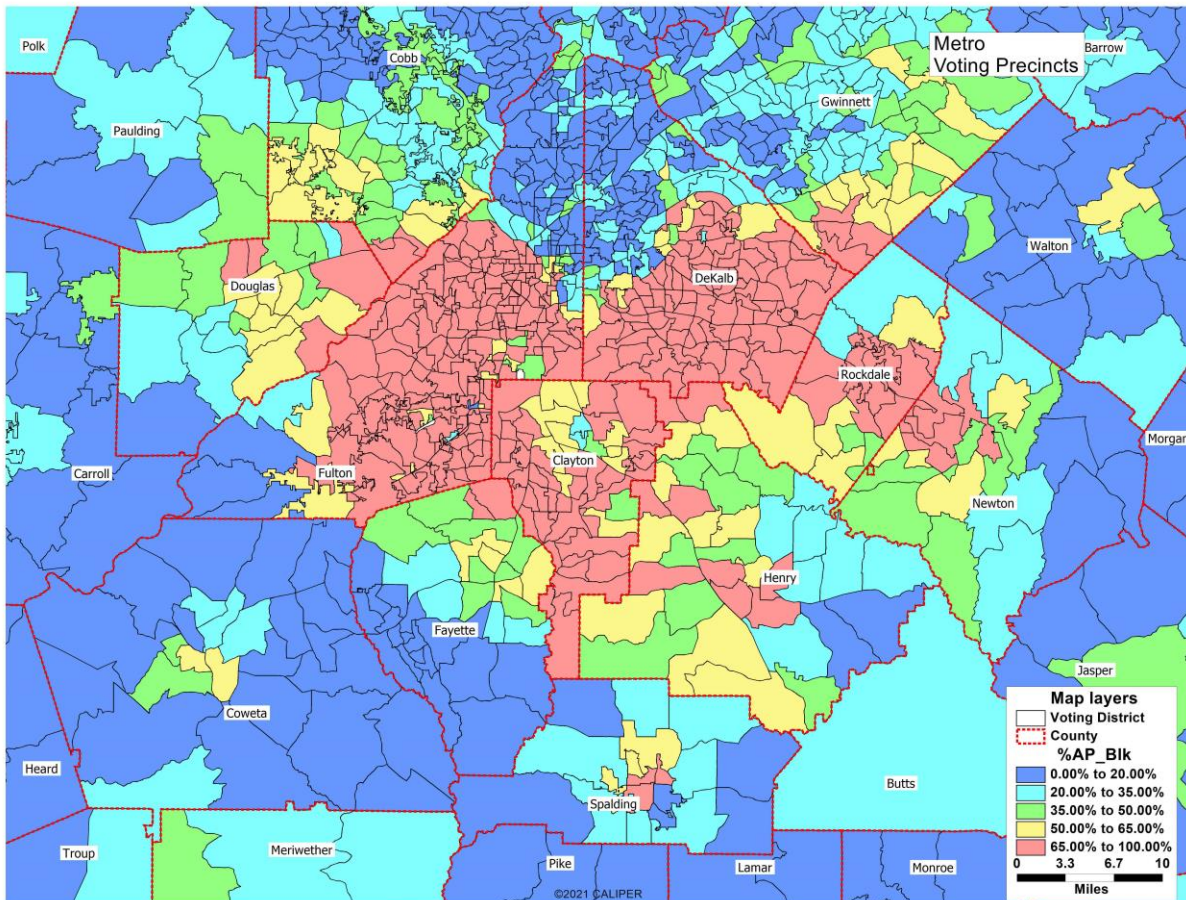 Metro
Voting Precincts
Polk
Cobb
Barrow
Gwinnett
Paulding
Walton
DeKalb
Douglas
Rockdale
Morgan
Clayton
Carroll
Fulton
Newton
Henry
Fayette
Jasper
Coweta
Heard
Butts
Spalding
Troup
Meriwether
Pike
Lamar
Monroe
©2021 CALIPER
Map layers
Voting District
County
%AP_Blk
0.00% to 20.00%
20.00% to 35.00%
35.00% to 50.00%
50.00% to 65.00%
65.00% to 100.00%
0 3.3 6.7 10
Miles